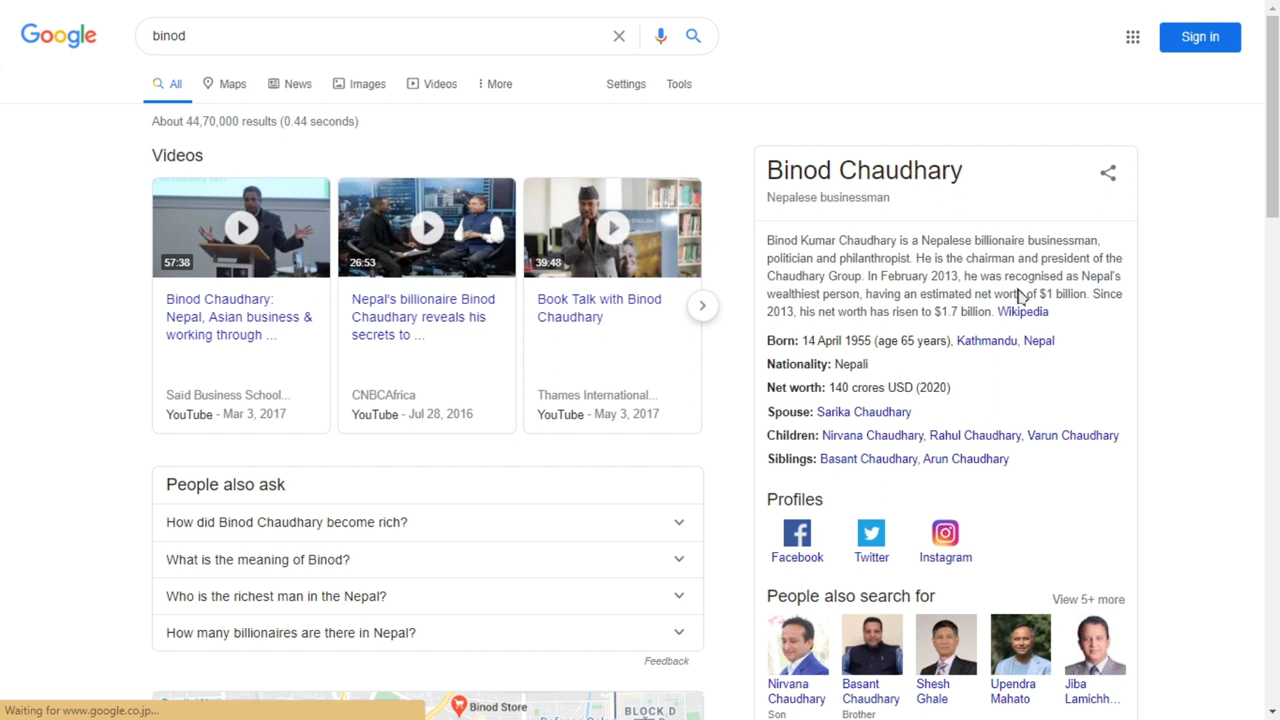 Google
binod
Sign in
All
Maps
News
Images
Videos
More
Settings
Tools
About 44,70,000 results (0.44 seconds)
Videos
57:38
Binod Chaudhary:
Nepal, Asian business &
working through ...
Saïd Business School...
YouTube - Mar 3, 2017
26:53
Nepal's billionaire Binod
Chaudhary reveals his
secrets to ...
CNBCAfrica
YouTube - Jul 28, 2016
ENGLISH
39:48
Book Talk with Binod
Chaudhary
Thames International...
YouTube - May 3, 2017
People also ask
How did Binod Chaudhary become rich?
What is the meaning of Binod?
Who is the richest man in the Nepal?
How many billionaires are there in Nepal?
Feedback
Binod Store
BLOCK D
Binod Chaudhary
Nepalese businessman
Binod Kumar Chaudhary is a Nepalese billionaire businessman,
politician and philanthropist. He is the chairman and president of the
Chaudhary Group. In February 2013, he was recognised as Nepal's
wealthiest person, having an estimated net worth of $1 billion. Since
2013, his net worth has risen to $1.7 billion. Wikipedia
Born: 14 April 1955 (age 65 years), Kathmandu, Nepal
Nationality: Nepali
Net worth: 140 crores USD (2020)
Spouse: Sarika Chaudhary
Children: Nirvana Chaudhary, Rahul Chaudhary, Varun Chaudhary
Siblings: Basant Chaudhary, Arun Chaudhary
Profiles
Facebook
Twitter
Instagram
People also search for
View 5+ more
Nirvana
Chaudhary
Son
Basant
Chaudhary
Brother
Shesh
Ghale
Upendra
Mahato
Jiba
Lamichh...
Waiting for www.google.co.jp...